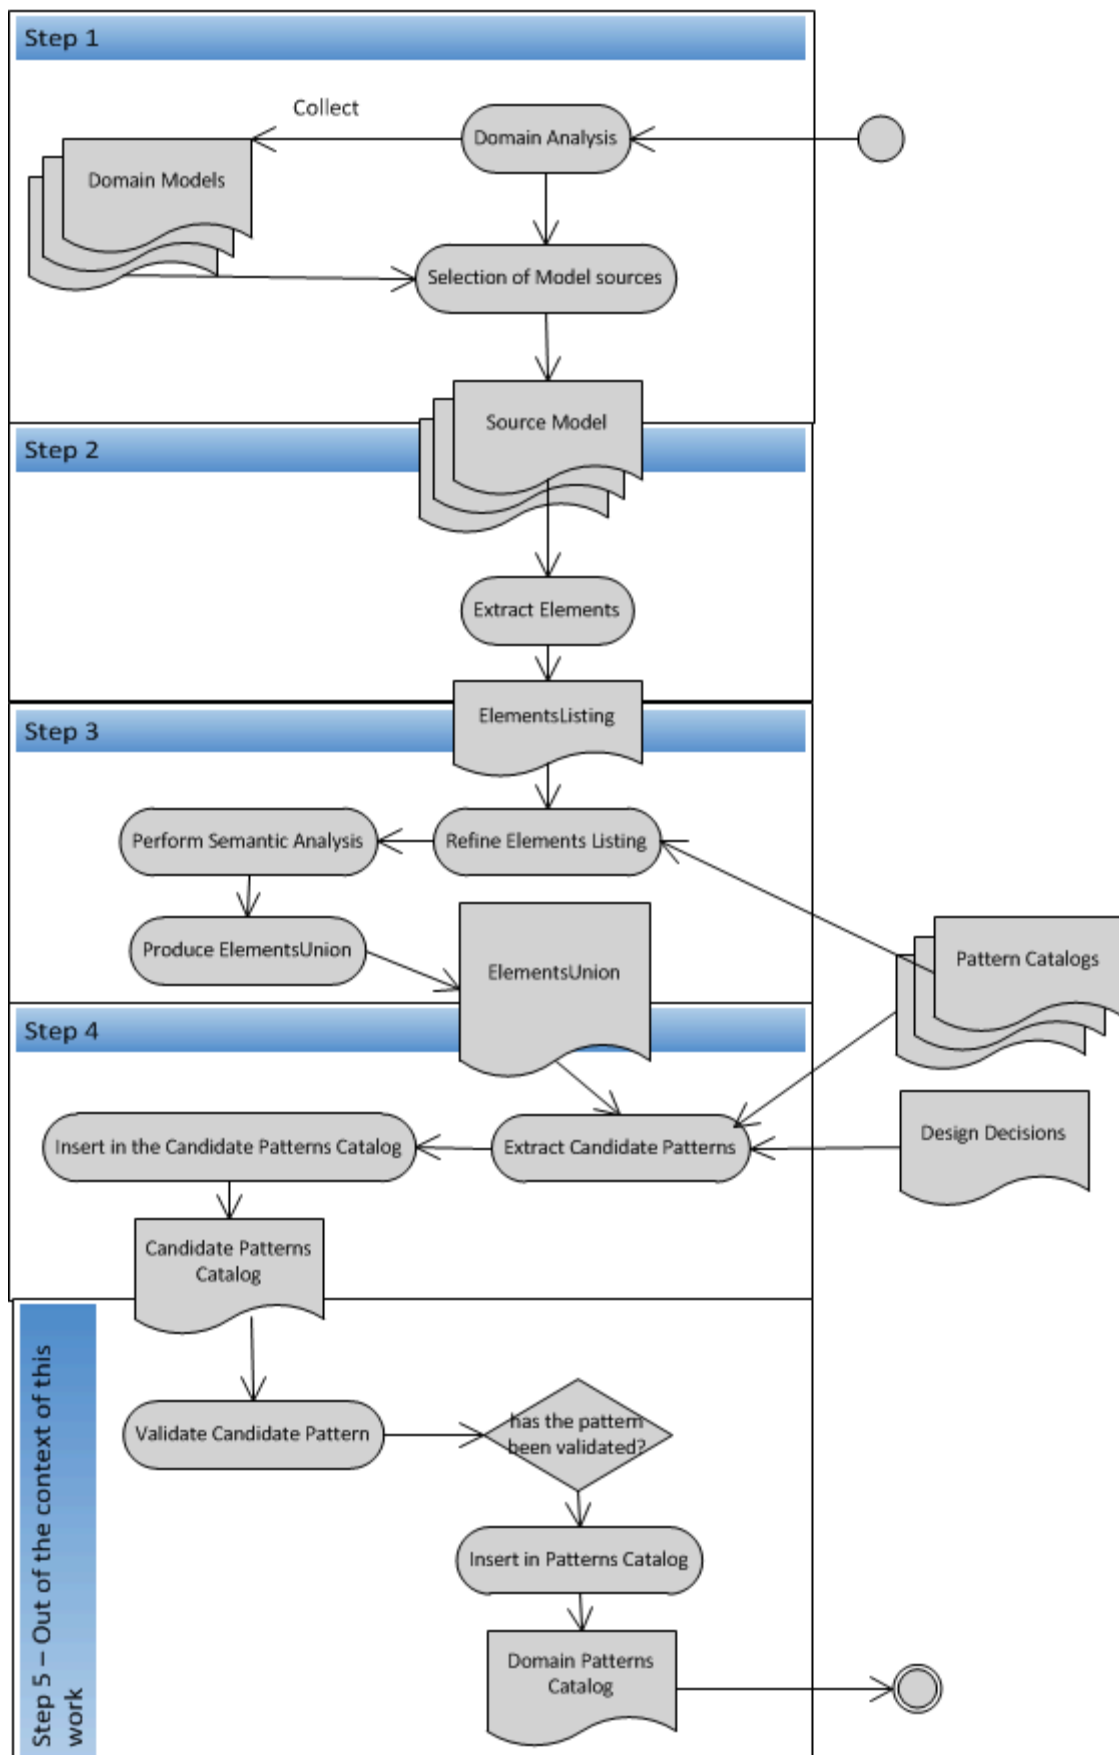 Step 1
Collect
Domain Analysis
Domain Models
Selection of Model sources
Source Model
Step 2
Extract Elements
ElementsListing
Step 3
Perform Semantic Analysis
Refine Elements Listing
Produce ElementsUnion
ElementsUnion
Pattern Catalogs
Step 4
Insert in the Candidate Patterns Catalog
Extract Candidate Patterns
Design Decisions
Candidate Patterns
Catalog
Step 5 – Out of the context of this
work
Validate Candidate Pattern
has the pattern
been validated?
Insert in Patterns Catalog
Domain Patterns
Catalog